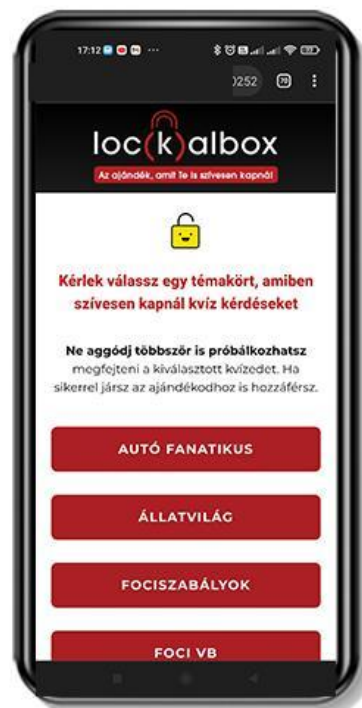 17:12
0252
loc(k)albox
Az ajándék, amit Te is szívesen kapnál
Kérlek válassz egy témakört, amiben
szívesen kapnál kvíz kérdéseket
Ne aggódj többször is próbálkozhatsz
megfejteni a kiválasztott kvízedet. Ha
sikerrel jársz az ajándékodhoz is hozzáférsz.
AUTÓ FANATIKUS
ÁLLATVILÁG
FOCISZABÁLYOK
FOCI VB